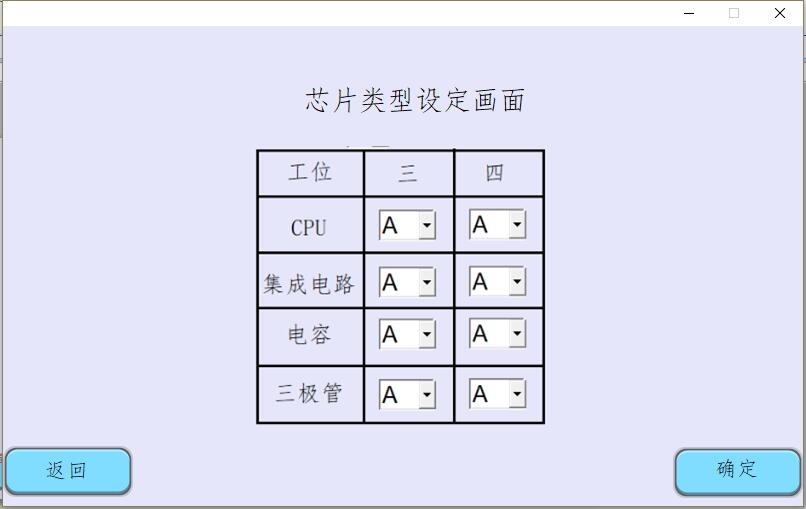 芯片类型设定画面
工位 三 四
CPU A A
集成电路 A A
电容 A A
三极管 A A
返回 确定